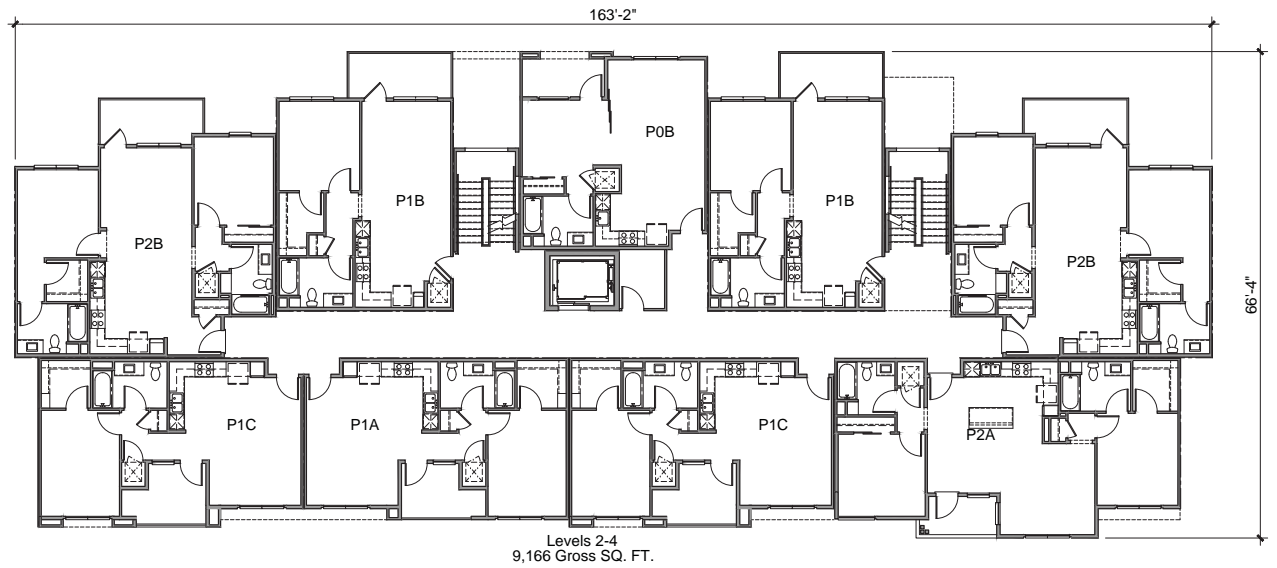 163'-2"
P0B
P1B
P1B
P2B
P2B
66'-4"
P1C
P1A
P1C
P2A
Levels 2-4
9,166 Gross SQ. FT.